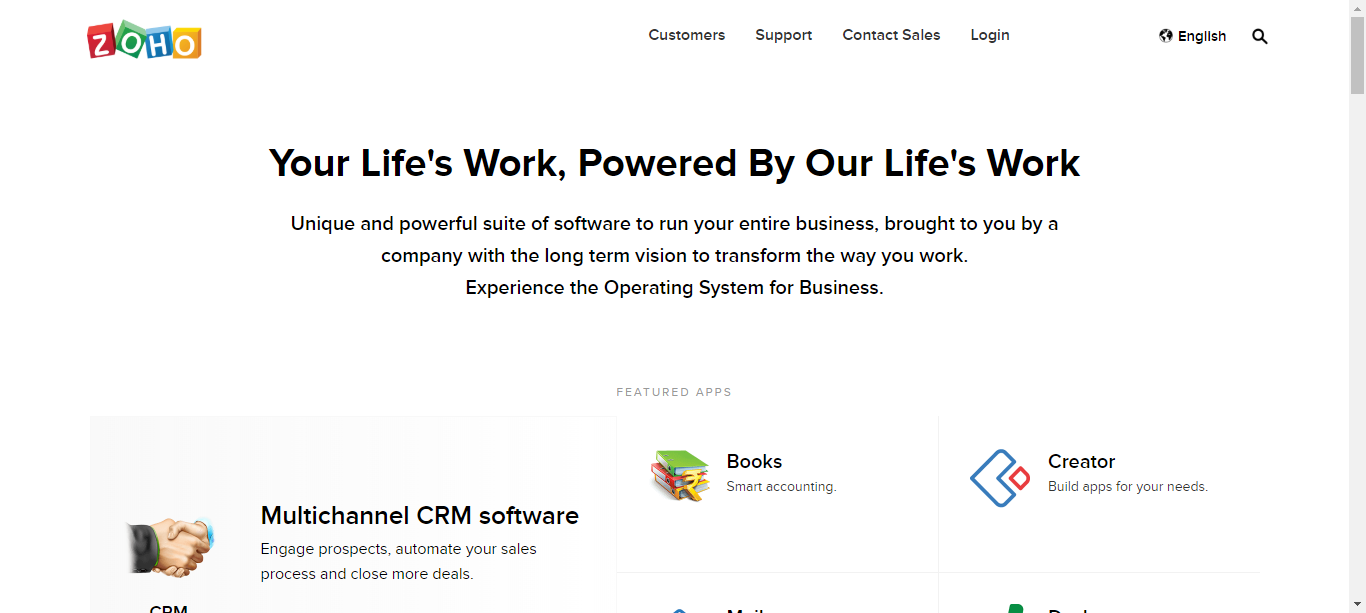 ZOHO
Customers Support Contact Sales Login
English
Your Life's Work, Powered By Our Life's Work
Unique and powerful suite of software to run your entire business, brought to you by a
company with the long term vision to transform the way you work.
Experience the Operating System for Business.
FEATURED APPS
Books
Smart accounting.
Creator
Build apps for your needs.
Multichannel CRM software
Engage prospects, automate your sales
process and close more deals.
CRM